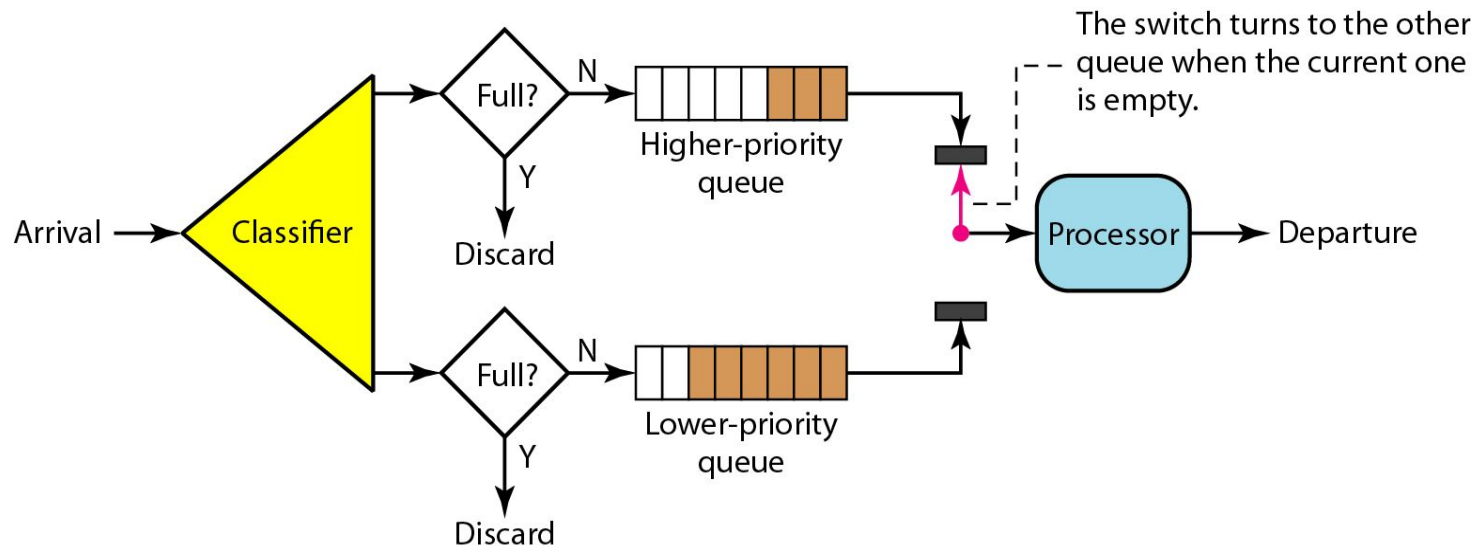 The switch turns to the other
queue when the current one
is empty.
Full?
N
Higher-priority
queue
Y
Discard
Arrival
Classifier
Processor
Departure
Full?
N
Lower-priority
queue
Y
Discard